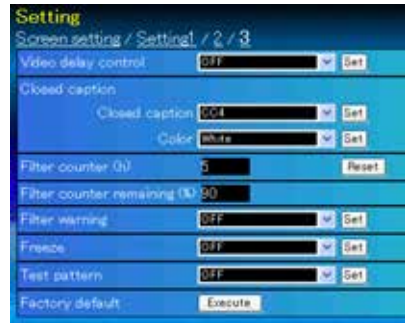 Setting
Screen setting / Setting1 / 2 / 3
Video delay control OFF Set
Closed caption
Closed caption CC4 Set
Color White Set
Filter counter (h) 5 Reset
Filter counter remaining (%) 90
Filter warning OFF Set
Freeze OFF Set
Test pattern OFF Set
Factory default Execute